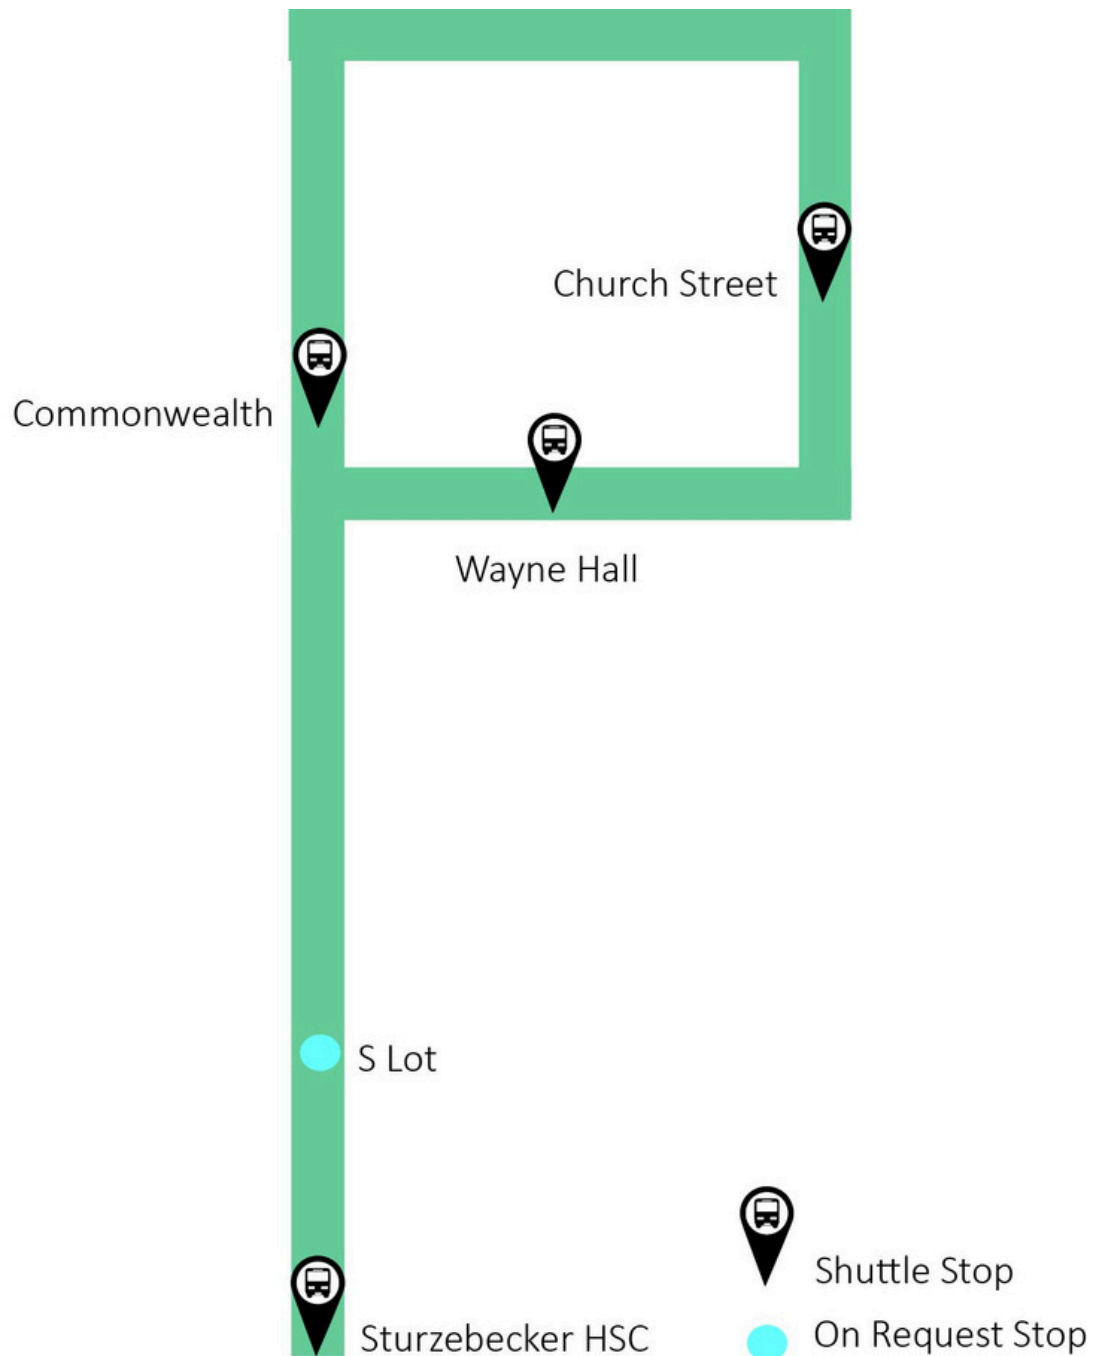 Church Street
Commonwealth
Wayne Hall
S Lot
Shuttle Stop
Sturzebecker HSC
On Request Stop